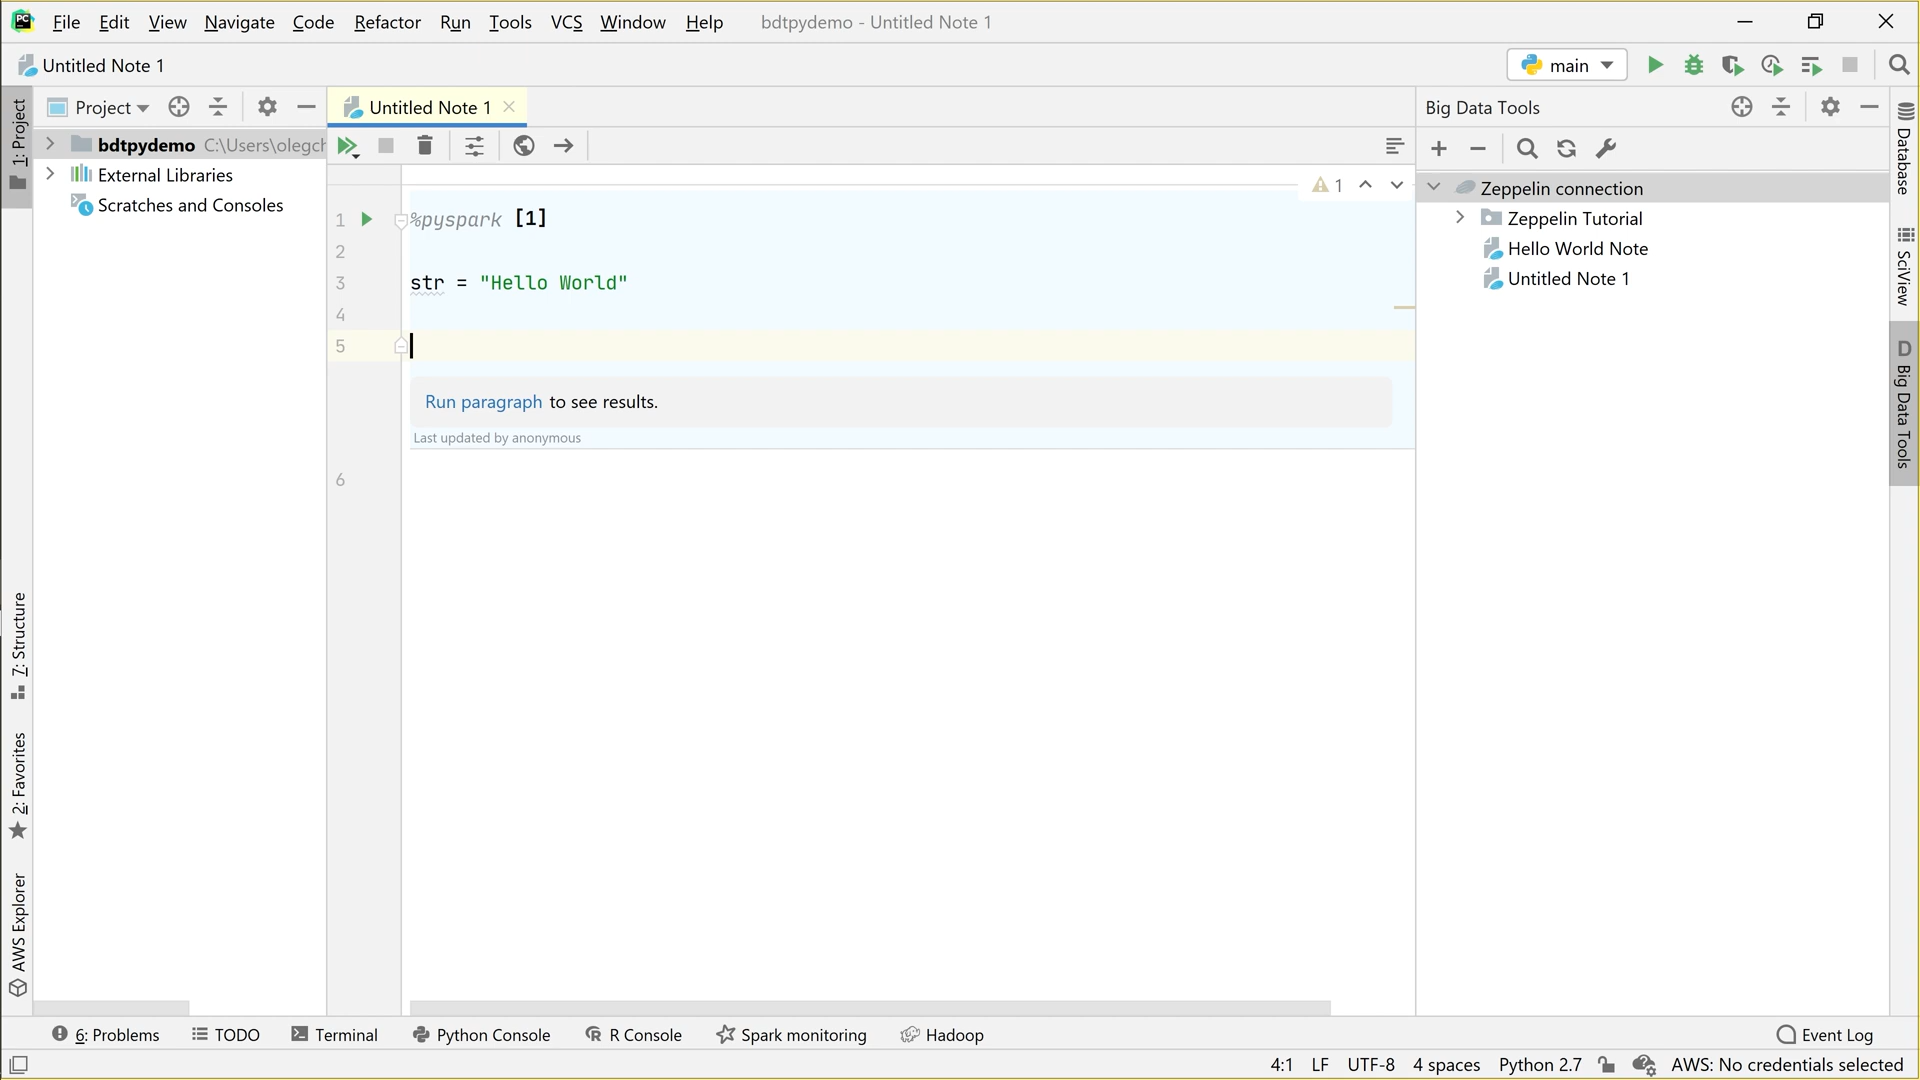 File Edit View Navigate Code Refactor Run Tools VCS Window Help bdtpydemo - Untitled Note 1
Untitled Note 1
main
1: Project
Project
Untitled Note 1
Big Data Tools
bdtpydemo C:\Users\olegch
External Libraries
Scratches and Consoles
1 %pyspark [1]
2
3 str = "Hello World"
4
5
Run paragraph to see results.
Last updated by anonymous
6
1
Zeppelin connection
Zeppelin Tutorial
Hello World Note
Untitled Note 1
Database
SciView
D Big Data Tools
7: Structure
2: Favorites
AWS Explorer
6: Problems TODO Terminal Python Console R Console Spark monitoring Hadoop Event Log
4:1 LF UTF-8 4 spaces Python 2.7 AWS: No credentials selected